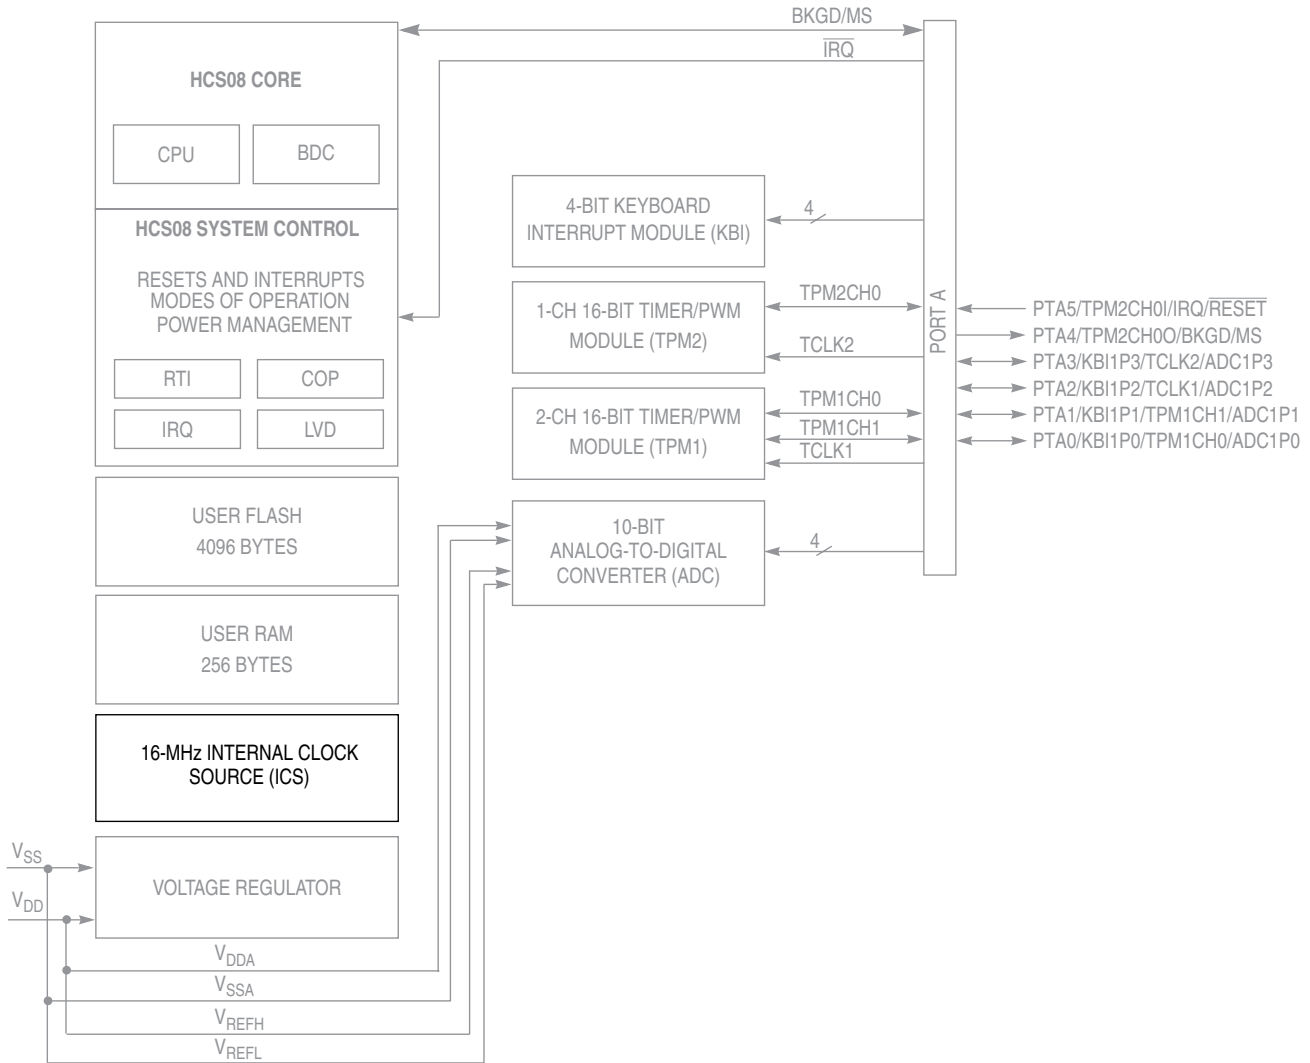 BKGD/MS
IRQ
HCS08 CORE
CPU
BDC
HCS08 SYSTEM CONTROL
RESETS AND INTERRUPTS
MODES OF OPERATION
POWER MANAGEMENT
RTI
COP
IRQ
LVD
USER FLASH
4096 BYTES
USER RAM
256 BYTES
16-MHz INTERNAL CLOCK
SOURCE (ICS)
VOLTAGE REGULATOR
VSS
VDD
VDDA
VSSA
VREFH
VREFL
4-BIT KEYBOARD
INTERRUPT MODULE (KBI)
4
1-CH 16-BIT TIMER/PWM
MODULE (TPM2)
TPM2CH0
TCLK2
2-CH 16-BIT TIMER/PWM
MODULE (TPM1)
TPM1CH0
TPM1CH1
TCLK1
10-BIT
ANALOG-TO-DIGITAL
CONVERTER (ADC)
4
PORT A
PTA5/TPM2CH0I/IRQ/RESET
PTA4/TPM2CH0O/BKGD/MS
PTA3/KBI1P3/TCLK2/ADC1P3
PTA2/KBI1P2/TCLK1/ADC1P2
PTA1/KBI1P1/TPM1CH1/ADC1P1
PTA0/KBI1P0/TPM1CH0/ADC1P0